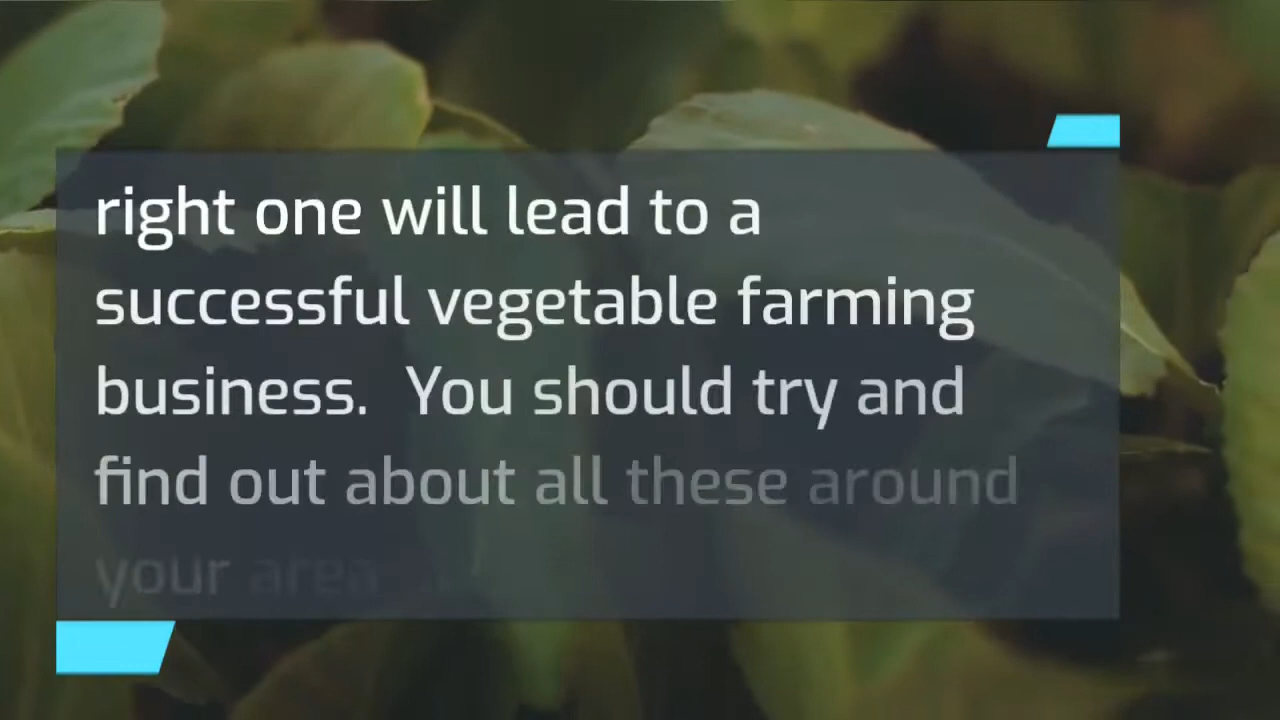 right one will lead to a
successful vegetable farming
business.  You should try and
find out about all these around
your area